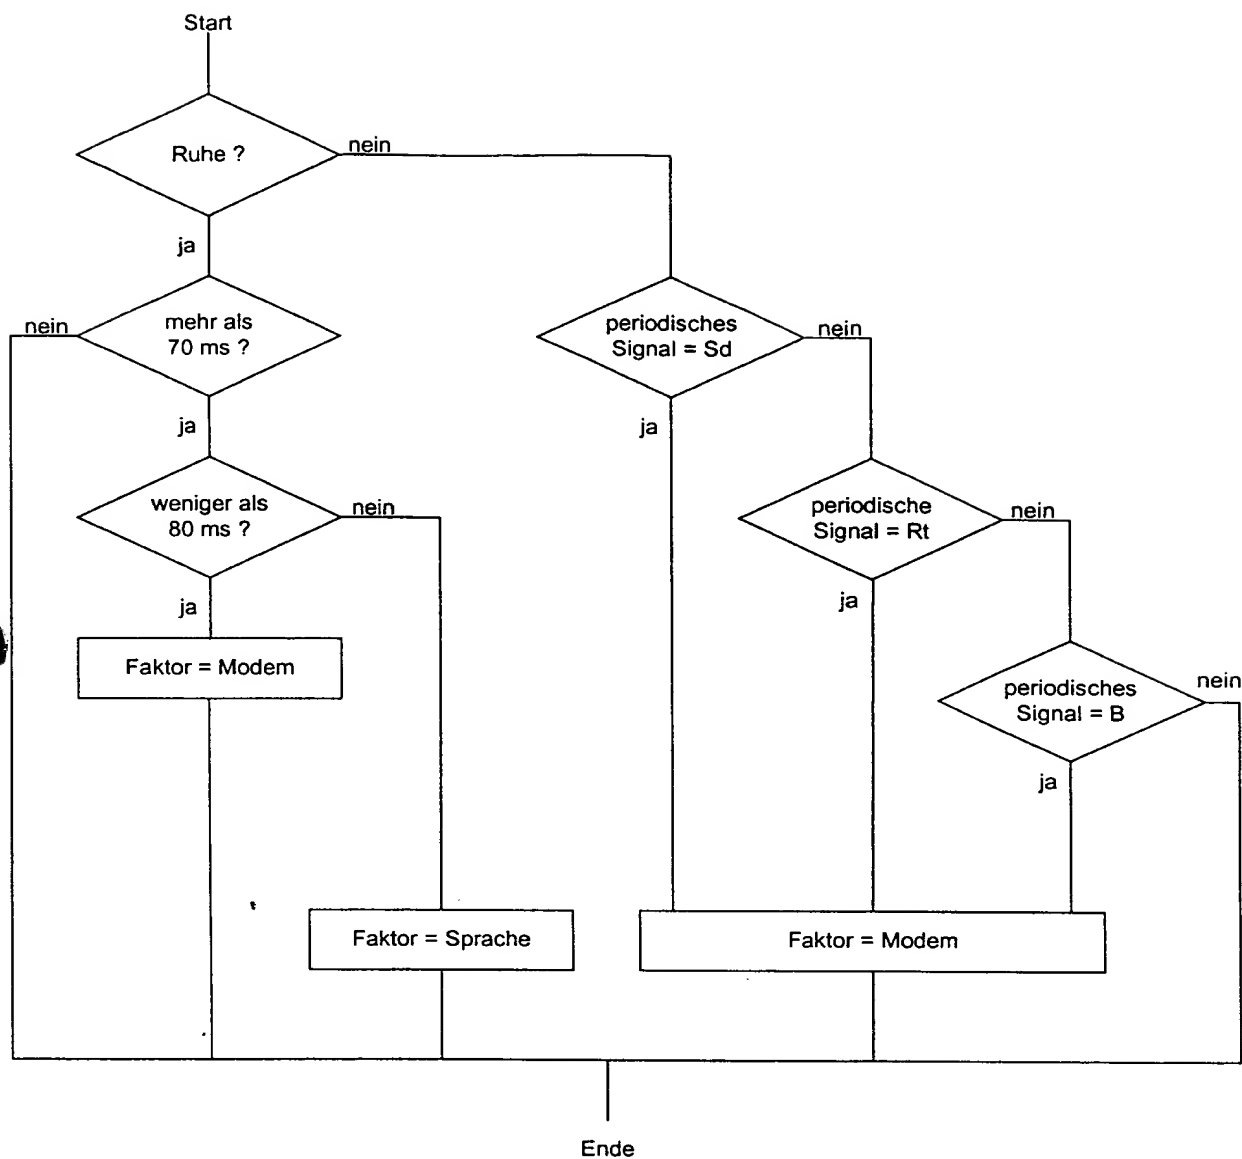 Start
Ruhe ?
nein
ja
nein
mehr als
70 ms ?
periodisches
Signal = Sd
nein
ja
ja
weniger als
80 ms ?
nein
periodische
Signal = Rt
nein
ja
ja
Faktor = Modem
periodisches
Signal = B
nein
ja
Faktor = Sprache
Faktor = Modem
Ende